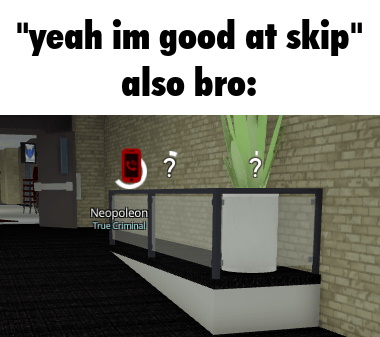 "yeah im good at skip"
also bro:
?
?
Neopoleon
True Criminal